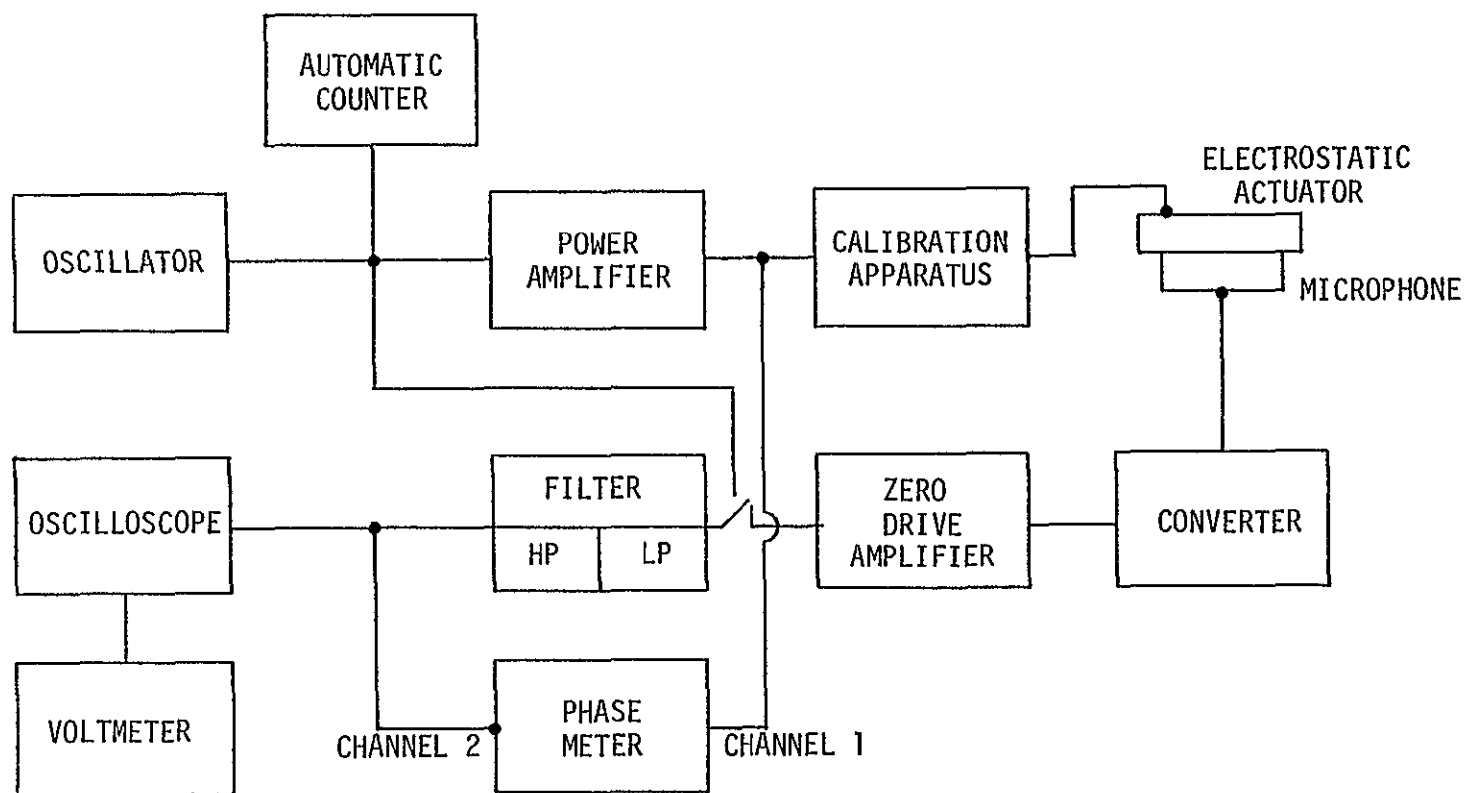 AUTOMATIC
COUNTER
ELECTROSTATIC
ACTUATOR
OSCILLATOR
POWER
AMPLIFIER
CALIBRATION
APPARATUS
MICROPHONE
OSCILLOSCOPE
FILTER
HP
LP
ZERO
DRIVE
AMPLIFIER
CONVERTER
VOLTMETER
CHANNEL 2
PHASE
METER
CHANNEL 1